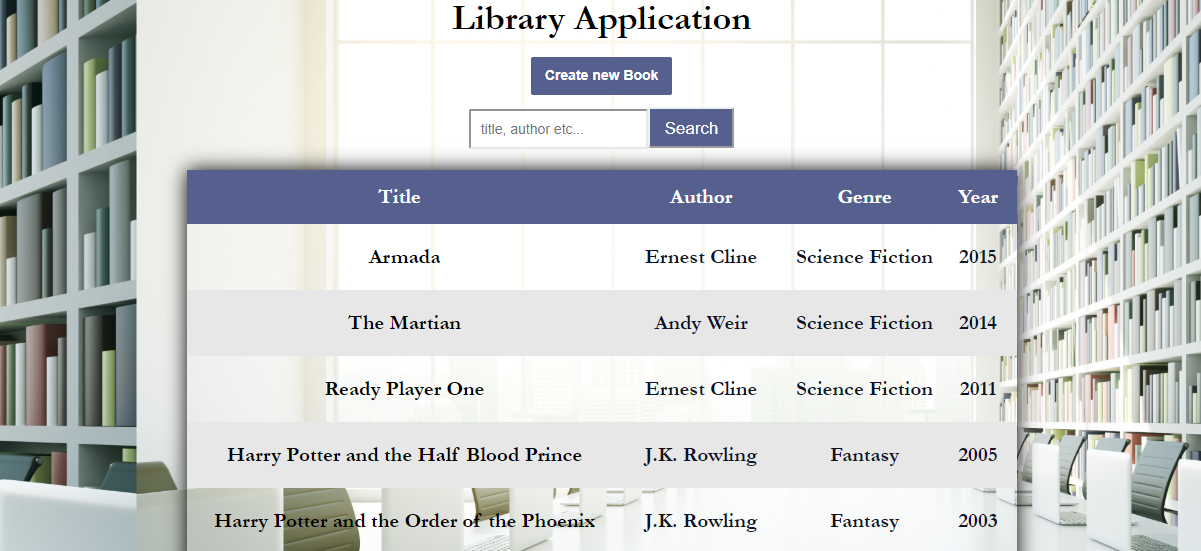 Library Application
Create new Book
title, author etc... Search
Title Author Genre Year
Armada Ernest Cline Science Fiction 2015
The Martian Andy Weir Science Fiction 2014
Ready Player One Ernest Cline Science Fiction 2011
Harry Potter and the Half Blood Prince J.K. Rowling Fantasy 2005
Harry Potter and the Order of the Phoenix J.K. Rowling Fantasy 2003